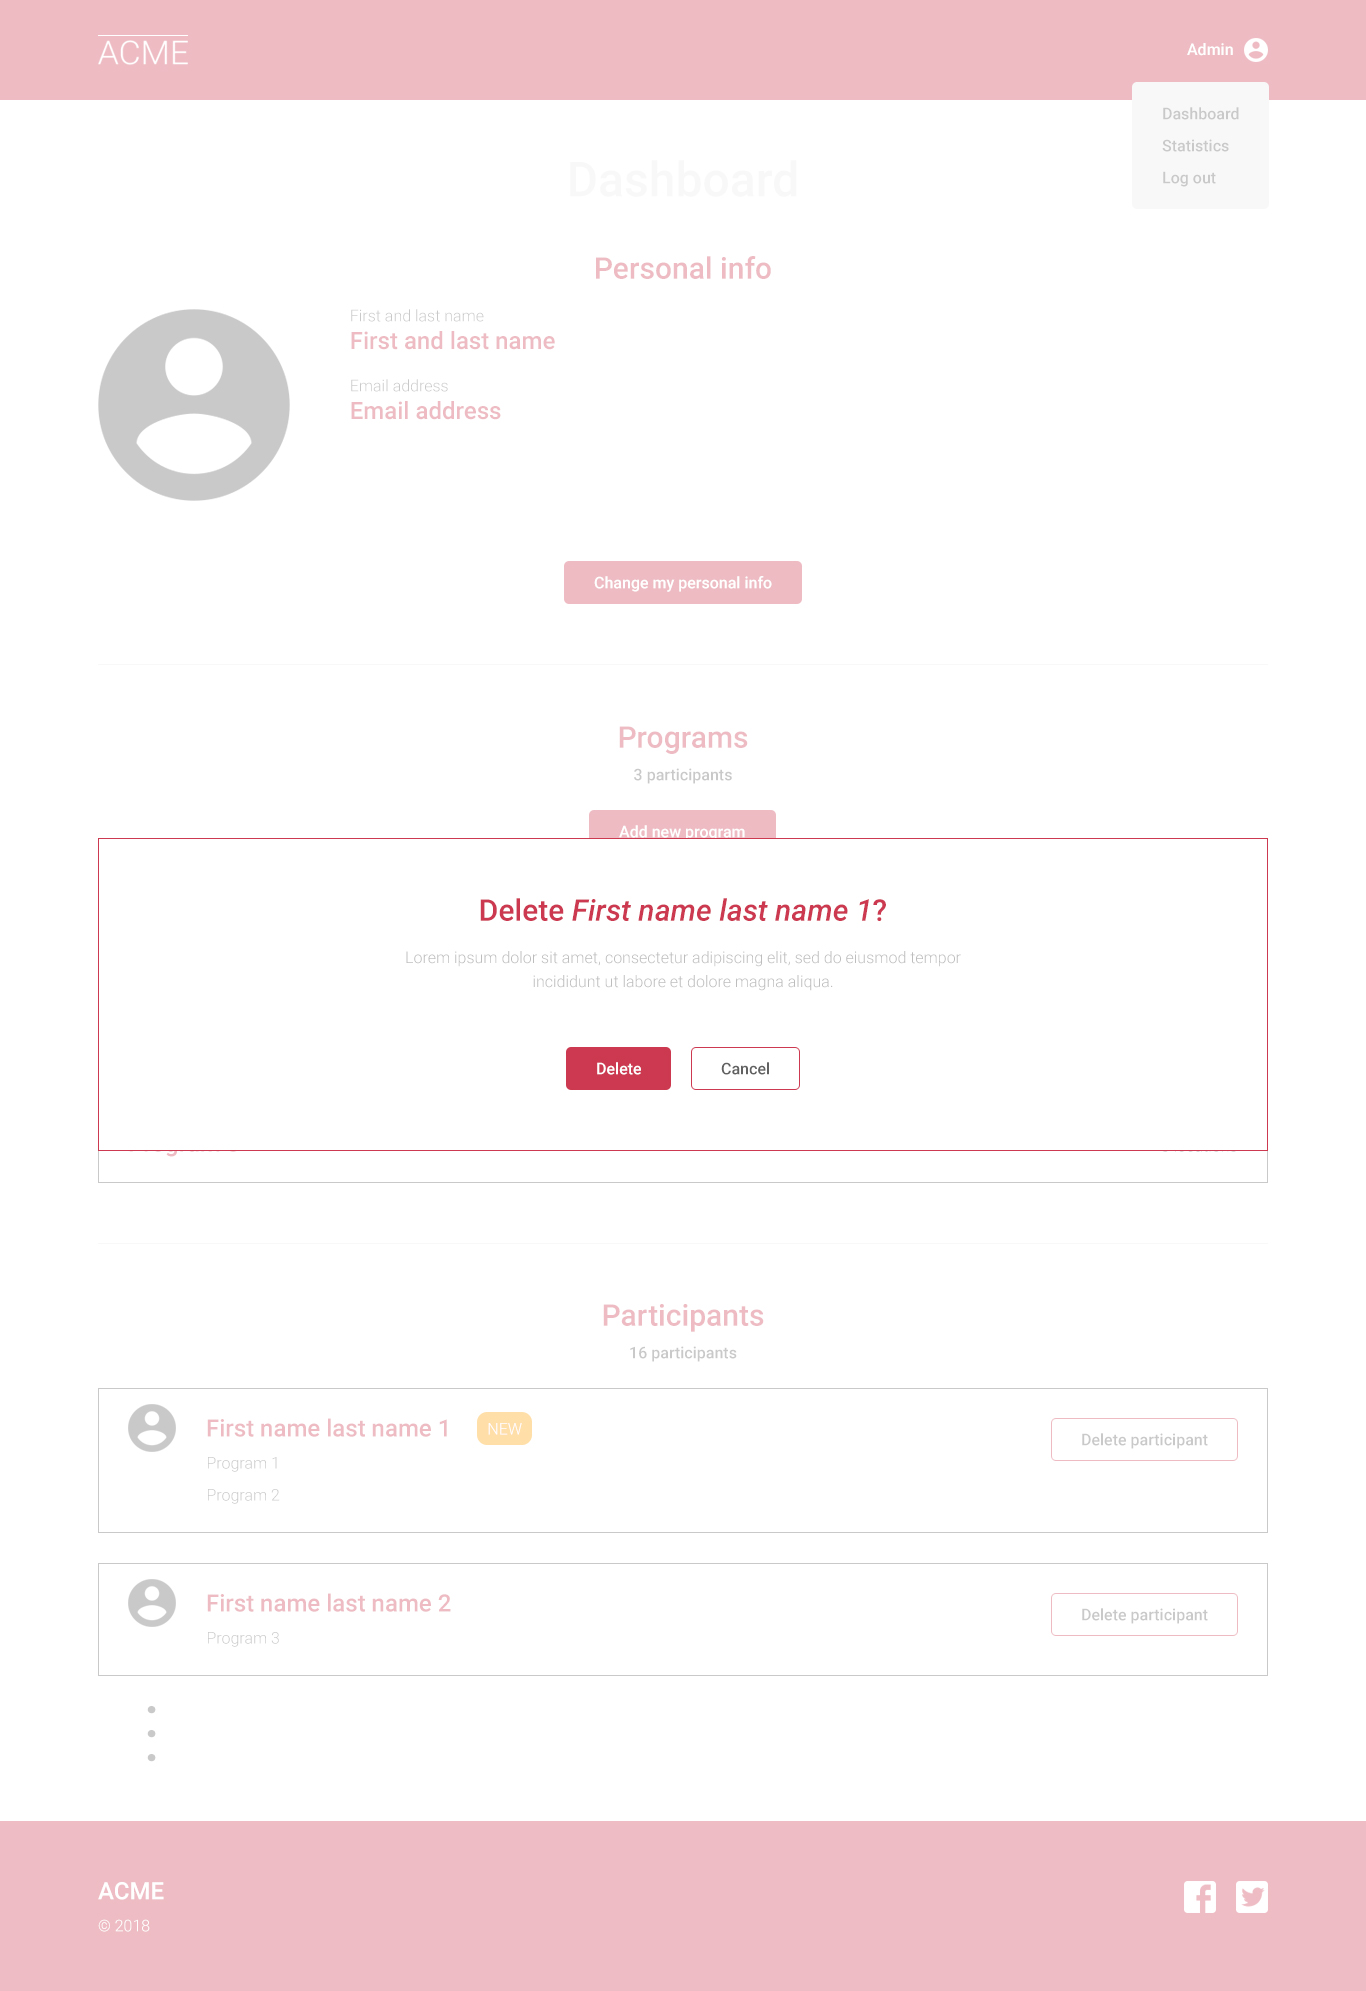 ACME
Admin
Dashboard
Statistics
Log out
Dashboard
Personal info
First and last name
First and last name
Email address
Email address
Change my personal info
Programs
3 participants
Add new program
Delete First name last name 1?
Lorem ipsum dolor sit amet, consectetur adipiscing elit, sed do eiusmod tempor
incididunt ut labore et dolore magna aliqua.
Delete
Cancel
Participants
16 participants
First name last name 1
NEW
Delete participant
Program 1
Program 2
First name last name 2
Delete participant
Program 3
ACME
© 2018